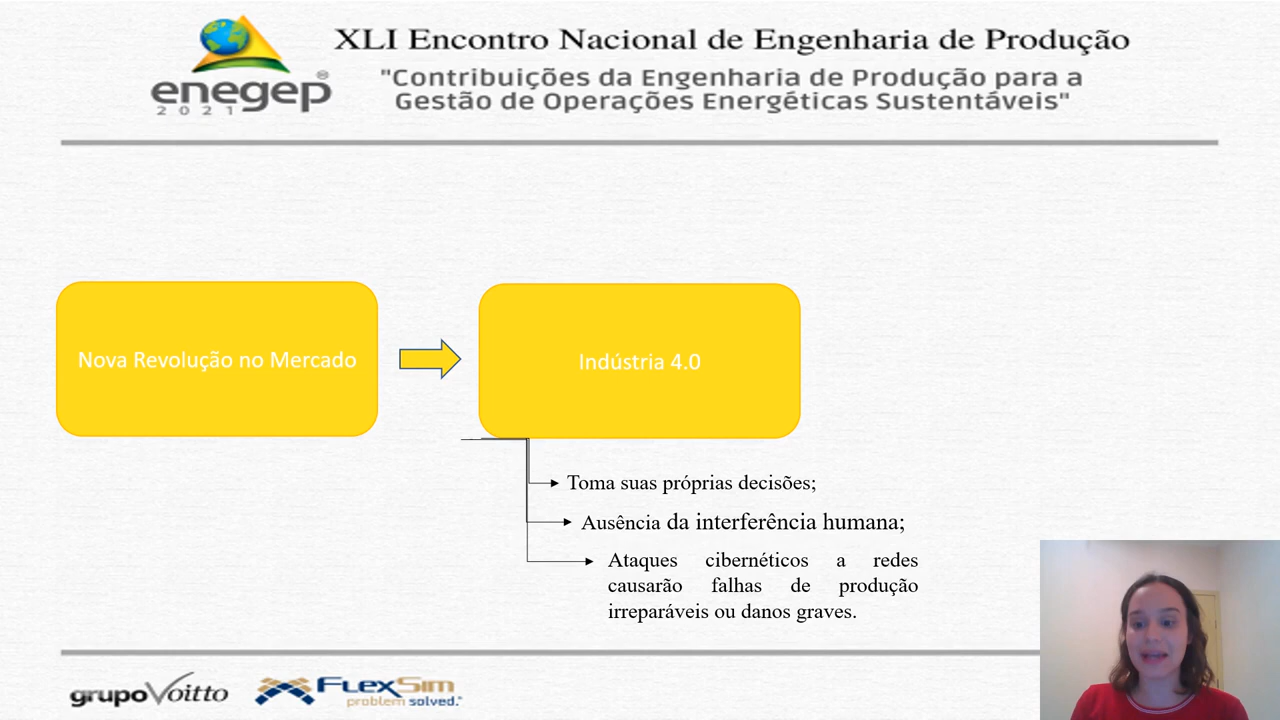 XLI Encontro Nacional de Engenharia de Produção
"Contribuições da Engenharia de Produção para a
Gestão de Operações Energéticas Sustentáveis"
enegep®
2021
Nova Revolução no Mercado
Indústria 4.0
Toma suas próprias decisões;
Ausência da interferência humana;
Ataques cibernéticos a redes
causarão falhas de produção
irreparáveis ou danos graves.
grupoVoitto
FlexSim
problem solved.